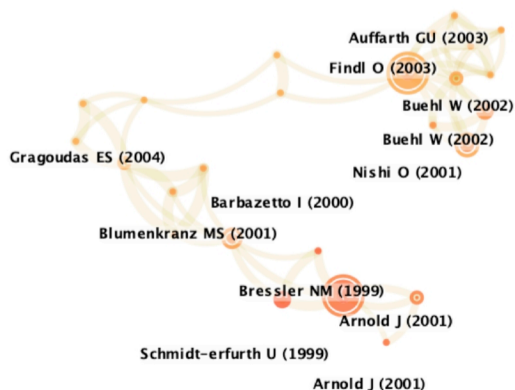 Auffarth GU (2003)
Findl O (2003)
Buehl W (2002)
Buehl W (2002)
Gragoudas ES (2004)
Nishi O (2001)
Barbazetto I (2000)
Blumenkranz MS (2001)
Bressler NM (1999)
Arnold J (2001)
Schmidt-erfurth U (1999)
Arnold J (2001)